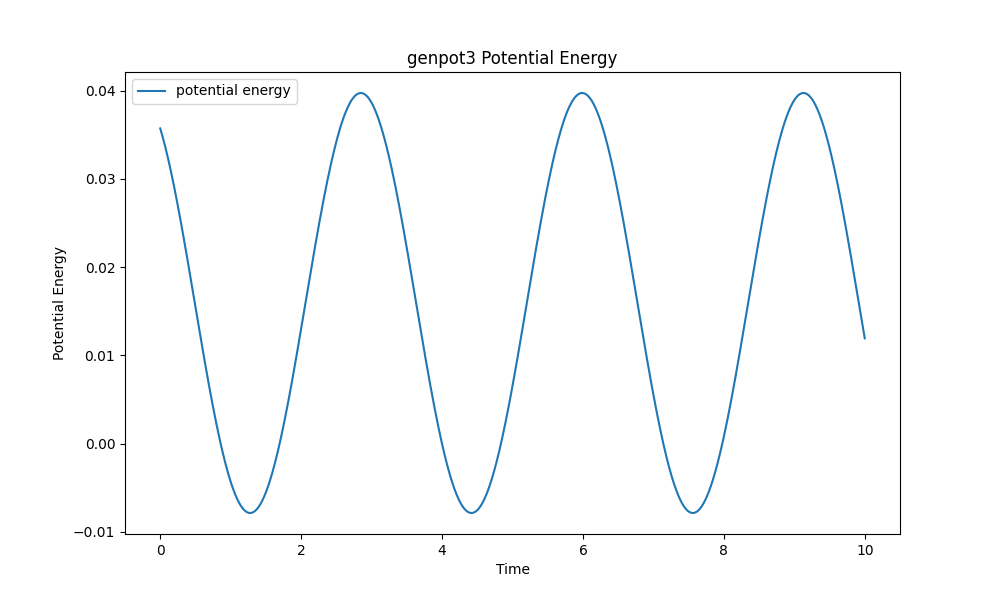 genpot3 Potential Energy
potential energy
Potential Energy
0.04
0.03
0.02
0.01
0.00
−0.01
0 2 4 6 8 10
Time